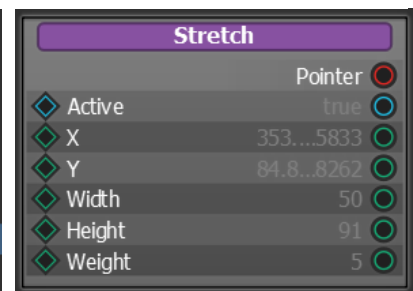 Stretch
Pointer
Active true
X 353....5833
Y 84.8...8262
Width 50
Height 91
Weight 5